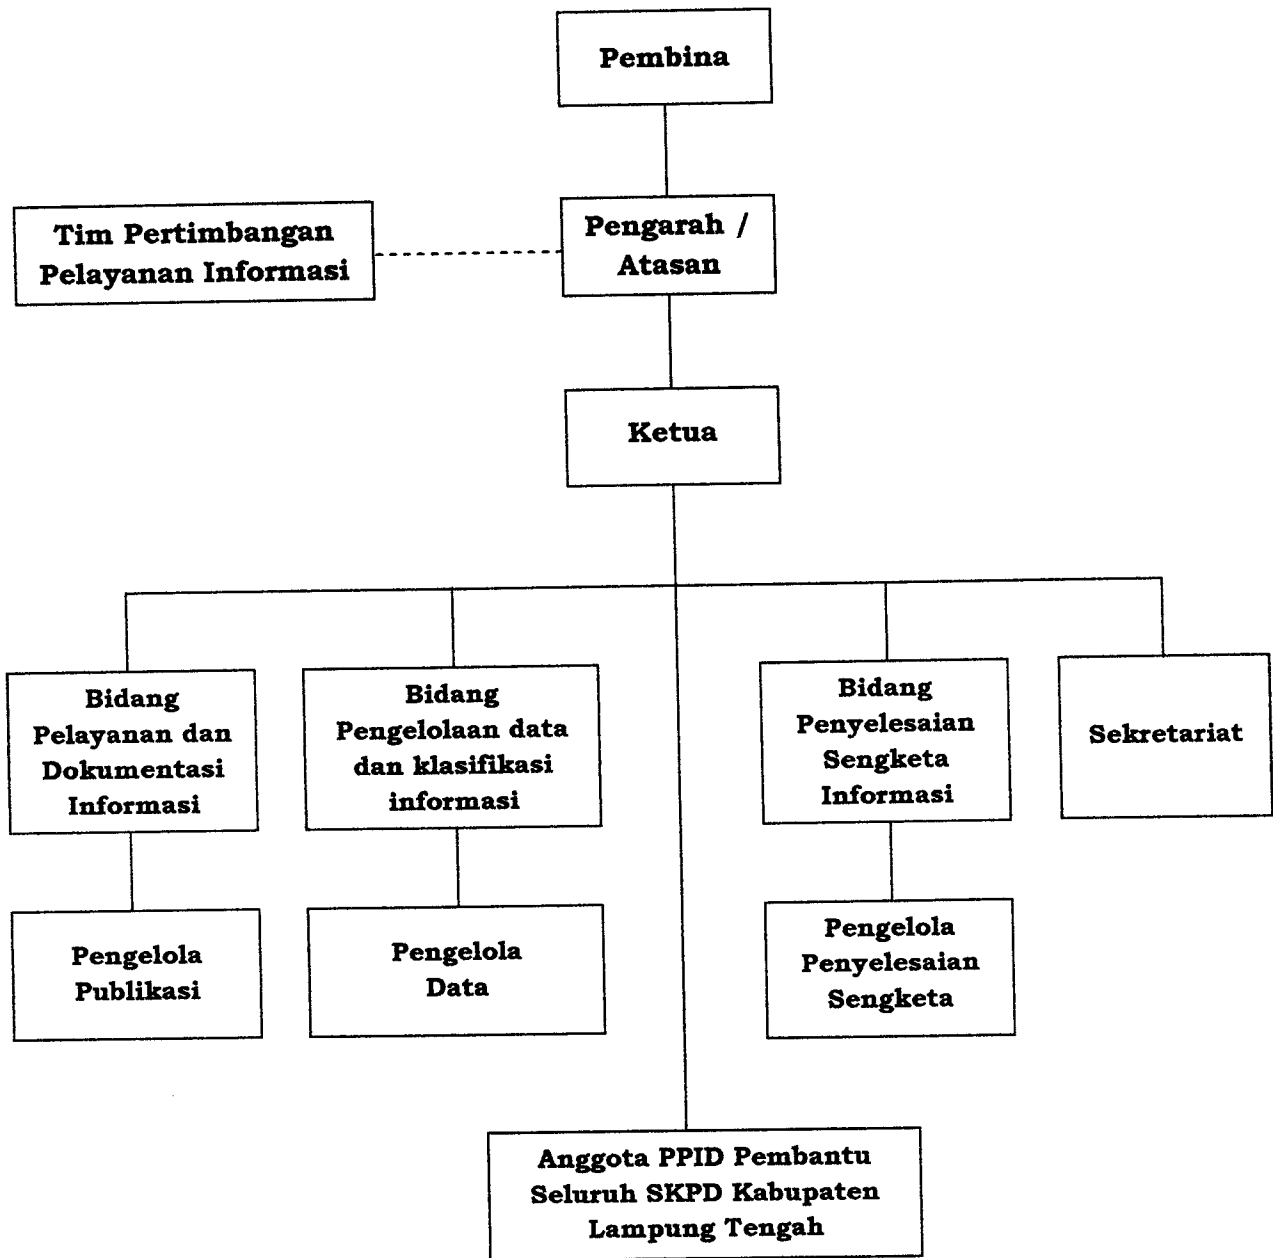 Pembina
Tim Pertimbangan
Pelayanan Informasi
Pengarah /
Atasan
Ketua
Bidang
Pelayanan dan
Dokumentasi
Informasi
Bidang
Pengelolaan data
dan klasifikasi
informasi
Bidang
Penyelesaian
Sengketa
Informasi
Sekretariat
Pengelola
Publikasi
Pengelola
Data
Pengelola
Penyelesaian
Sengketa
Anggota PPID Pembantu
Seluruh SKPD Kabupaten
Lampung Tengah